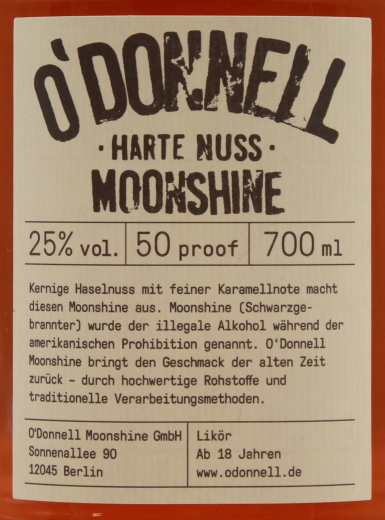 O'DONNELL
· HARTE NUSS ·
MOONSHINE
25% vol. 50 proof 700 ml
Kernige Haselnuss mit feiner Karamellnote macht
diesen Moonshine aus. Moonshine (Schwarzge-
brannter) wurde der illegale Alkohol während der
amerikanischen Prohibition genannt. O'Donnell
Moonshine bringt den Geschmack der alten Zeit
zurück – durch hochwertige Rohstoffe und
traditionelle Verarbeitungsmethoden.
O'Donnell Moonshine GmbH
Sonnenallee 90
12045 Berlin
Likör
Ab 18 Jahren
www.odonnell.de